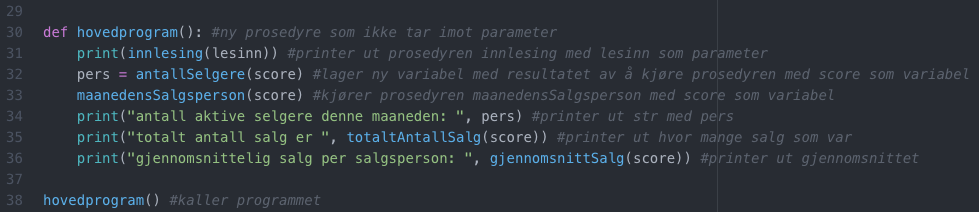 29
30 def hovedprogram(): #ny prosedyre som ikke tar imot parameter
31     print(innlesing(lesinn)) #printer ut prosedyren innlesing med lesinn som parameter
32     pers = antallSelgere(score) #lager ny variabel med resultatet av å kjøre prosedyren med score som variabel
33     maanedensSalgsperson(score) #kjører prosedyren maanedensSalgsperson med score som variabel
34     print("antall aktive selgere denne maaneden: ", pers) #printer ut str med pers
35     print("totalt antall salg er ", totaltAntallSalg(score)) #printer ut hvor mange salg som var
36     print("gjennomsnittelig salg per salgsperson: ", gjennomsnittSalg(score)) #printer ut gjennomsnittet
37
38 hovedprogram() #kaller programmet